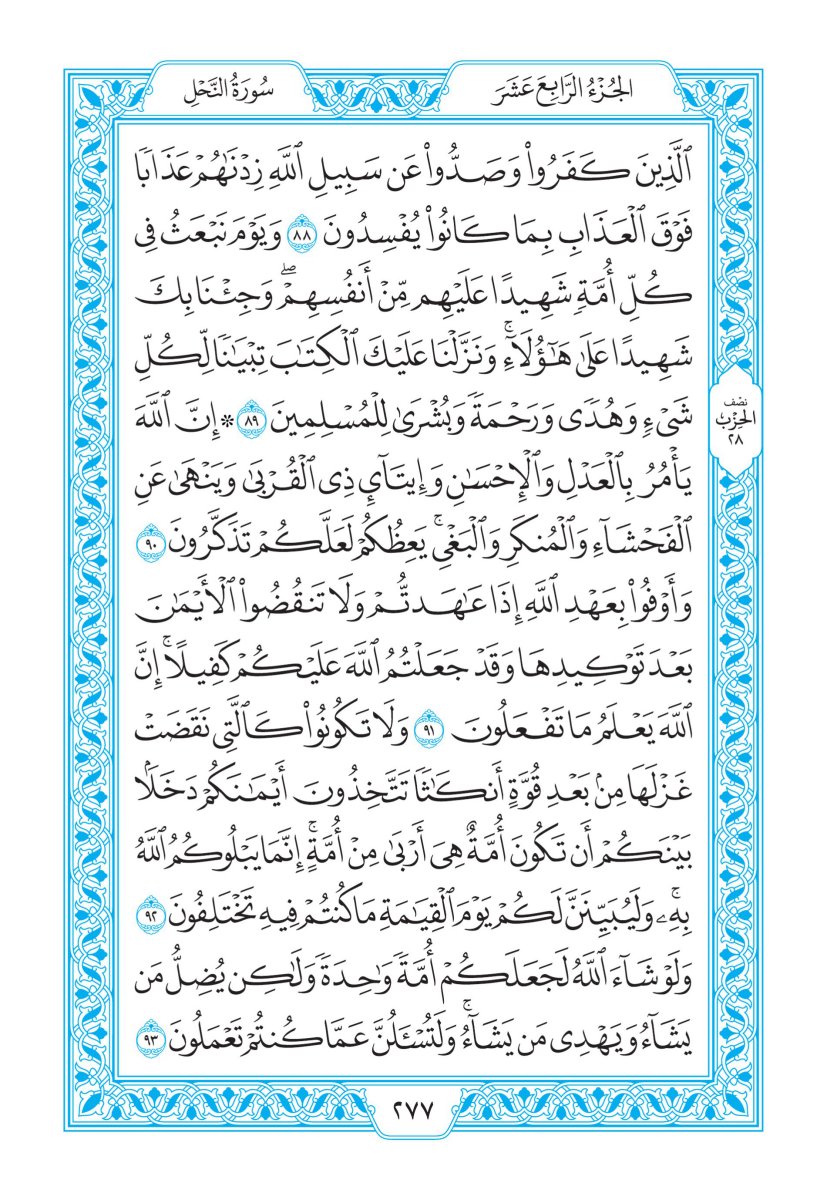 الجُزْءُ الرَّابِعَ عَشَرَ
سُورَةُ النَّحْلِ
ٱلَّذِينَ كَفَرُواْ وَصَدُّواْ عَن سَبِيلِ ٱللَّهِ زِدْنَٰهُمْ عَذَابٗا
فَوْقَ ٱلْعَذَابِ بِمَا كَانُواْ يُفْسِدُونَ ٨٨ وَيَوْمَ نَبْعَثُ فِي
كُلِّ أُمَّةٖ شَهِيدًا عَلَيْهِم مِّنْ أَنفُسِهِمْۖ وَجِئْنَا بِكَ
شَهِيدًا عَلَىٰ هَٰٓؤُلَآءِۚ وَنَزَّلْنَا عَلَيْكَ ٱلْكِتَٰبَ تِبْيَٰنٗا لِّكُلِّ
شَيْءٖ وَهُدٗى وَرَحْمَةٗ وَبُشْرَىٰ لِلْمُسْلِمِينَ ٨٩ ۞ إِنَّ ٱللَّهَ
يَأْمُرُ بِٱلْعَدْلِ وَٱلْإِحْسَٰنِ وَإِيتَآيِٕ ذِي ٱلْقُرْبَىٰ وَيَنْهَىٰ عَنِ
ٱلْفَحْشَآءِ وَٱلْمُنكَرِ وَٱلْبَغْيِۚ يَعِظُكُمْ لَعَلَّكُمْ تَذَكَّرُونَ ٩٠
وَأَوْفُواْ بِعَهْدِ ٱللَّهِ إِذَا عَٰهَدتُّمْ وَلَا تَنقُضُواْ ٱلْأَيْمَٰنَ
بَعْدَ تَوْكِيدِهَا وَقَدْ جَعَلْتُمُ ٱللَّهَ عَلَيْكُمْ كَفِيلًاۚ إِنَّ
ٱللَّهَ يَعْلَمُ مَا تَفْعَلُونَ ٩١ وَلَا تَكُونُواْ كَٱلَّتِي نَقَضَتْ
غَزْلَهَا مِنۢ بَعْدِ قُوَّةٍ أَنكَٰثٗا تَتَّخِذُونَ أَيْمَٰنَكُمْ دَخَلَۢا
بَيْنَكُمْ أَن تَكُونَ أُمَّةٌ هِيَ أَرْبَىٰ مِنْ أُمَّةٍۚ إِنَّمَا يَبْلُوكُمُ ٱللَّهُ
بِهِۦۚ وَلَيُبَيِّنَنَّ لَكُمْ يَوْمَ ٱلْقِيَٰمَةِ مَا كُنتُمْ فِيهِ تَخْتَلِفُونَ ٩٢
وَلَوْ شَآءَ ٱللَّهُ لَجَعَلَكُمْ أُمَّةٗ وَٰحِدَةٗ وَلَٰكِن يُضِلُّ مَن
يَشَآءُ وَيَهْدِي مَن يَشَآءُۚ وَلَتُسْـَٔلُنَّ عَمَّا كُنتُمْ تَعْمَلُونَ ٩٣
نصْف
الحِزْب
٢٨
٢٧٧